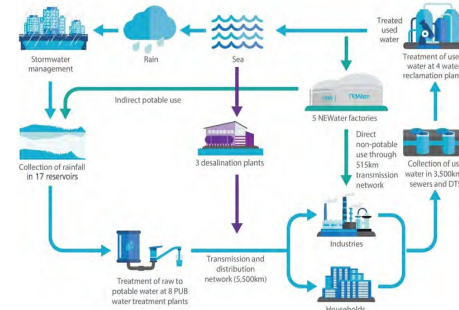 Treated
used
water
Stormwater
management
Rain
Sea
Treatment of use
water at 4 water
reclamation plan
Indirect potable use
NEWater
5 NEWater factories
Collection of rainfall
in 17 reservoirs
3 desalination plants
Direct
non-potable
use through
515km
transmission
network
Collection of us
water in 3,500km
sewers and DTS
Industries
Treatment of raw to
potable water at 8 PUB
water treatment plants
Transmission and
distribution
network (5,500km)
Households